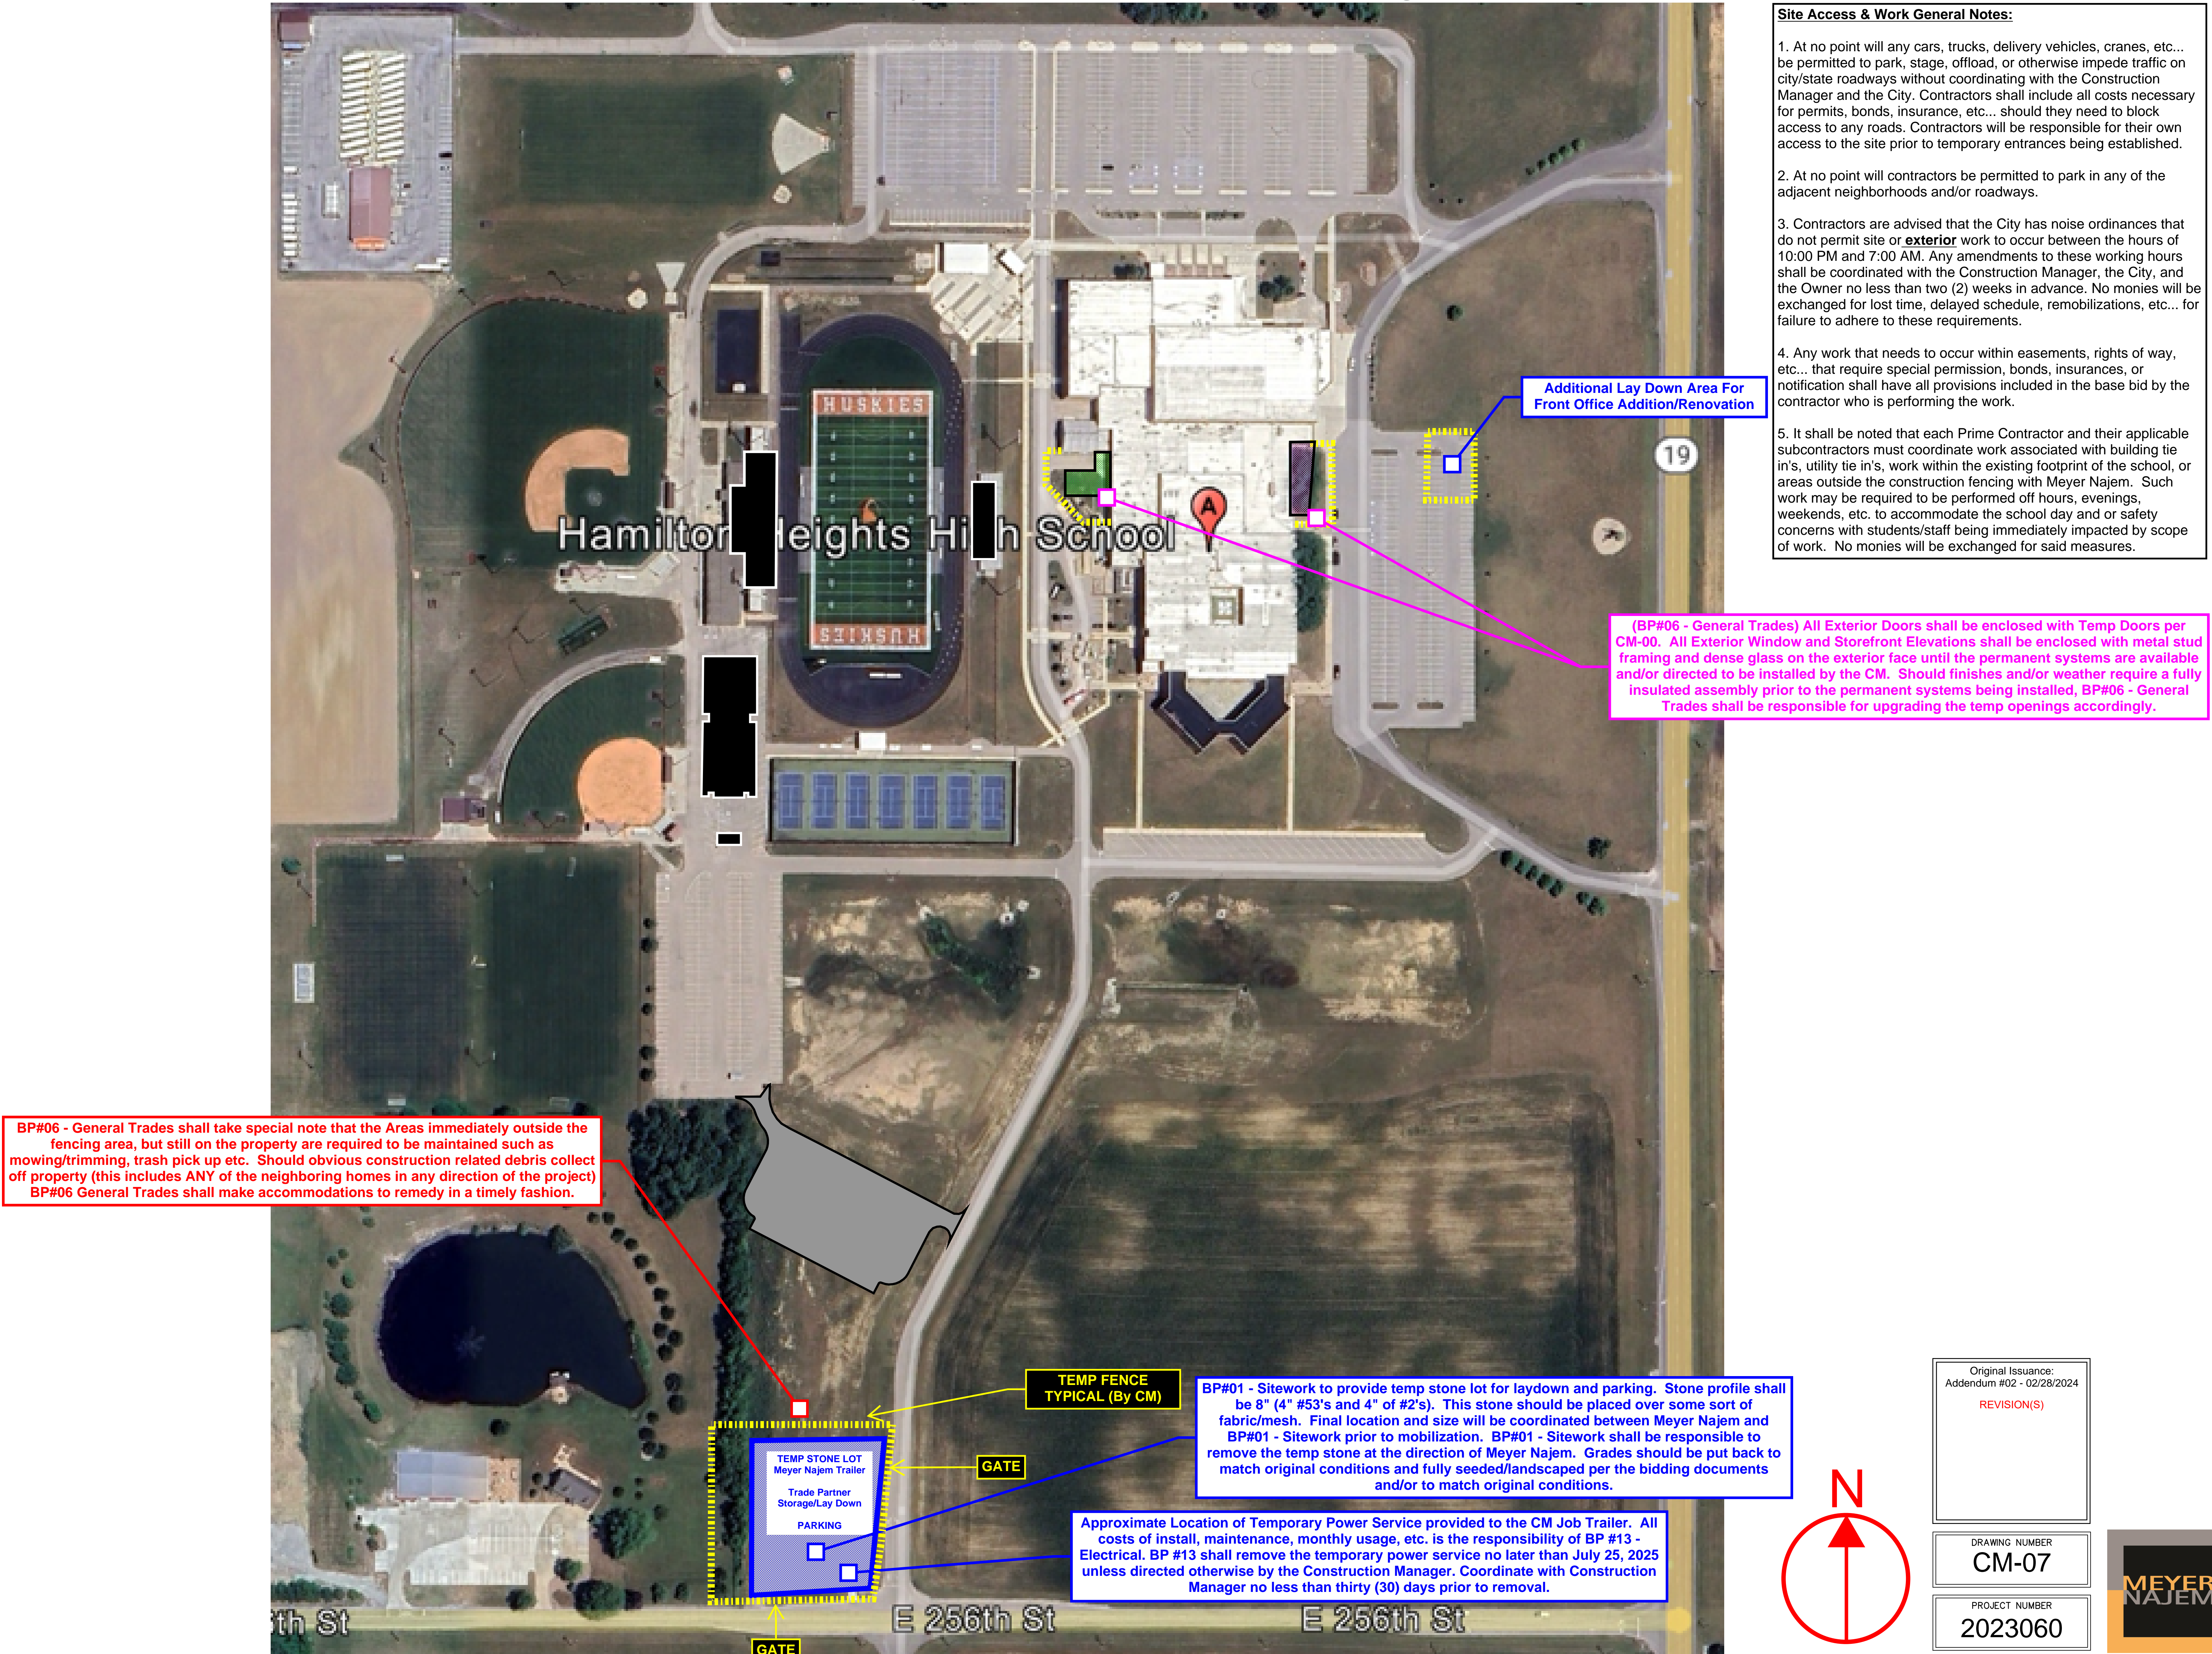 Site Access & Work General Notes:
1. At no point will any cars, trucks, delivery vehicles, cranes, etc...
be permitted to park, stage, offload, or otherwise impede traffic on
city/state roadways without coordinating with the Construction
Manager and the City. Contractors shall include all costs necessary
for permits, bonds, insurance, etc... should they need to block
access to any roads. Contractors will be responsible for their own
access to the site prior to temporary entrances being established.
2. At no point will contractors be permitted to park in any of the
adjacent neighborhoods and/or roadways.
3. Contractors are advised that the City has noise ordinances that
do not permit site or exterior work to occur between the hours of
10:00 PM and 7:00 AM. Any amendments to these working hours
shall be coordinated with the Construction Manager, the City, and
the Owner no less than two (2) weeks in advance. No monies will be
exchanged for lost time, delayed schedule, remobilizations, etc... for
failure to adhere to these requirements.
4. Any work that needs to occur within easements, rights of way,
etc... that require special permission, bonds, insurances, or
notification shall have all provisions included in the base bid by the
contractor who is performing the work.
5. It shall be noted that each Prime Contractor and their applicable
subcontractors must coordinate work associated with building tie
in's, utility tie in's, work within the existing footprint of the school, or
areas outside the construction fencing with Meyer Najem. Such
work may be required to be performed off hours, evenings,
weekends, etc. to accommodate the school day and or safety
concerns with students/staff being immediately impacted by scope
of work. No monies will be exchanged for said measures.
Additional Lay Down Area For
Front Office Addition/Renovation
19
HUSKIES
A
Hamilton Heights High School
HUSKIES
(BP#06 - General Trades) All Exterior Doors shall be enclosed with Temp Doors per
CM-00. All Exterior Window and Storefront Elevations shall be enclosed with metal stud
framing and dense glass on the exterior face until the permanent systems are available
and/or directed to be installed by the CM. Should finishes and/or weather require a fully
insulated assembly prior to the permanent systems being installed, BP#06 - General
Trades shall be responsible for upgrading the temp openings accordingly.
BP#06 - General Trades shall take special note that the Areas immediately outside the
fencing area, but still on the property are required to be maintained such as
mowing/trimming, trash pick up etc. Should obvious construction related debris collect
off property (this includes ANY of the neighboring homes in any direction of the project)
BP#06 General Trades shall make accommodations to remedy in a timely fashion.
TEMP FENCE
TYPICAL (By CM)
GATE
BP#01 - Sitework to provide temp stone lot for laydown and parking. Stone profile shall
be 8" (4" #53's and 4" of #2's). This stone should be placed over some sort of
fabric/mesh. Final location and size will be coordinated between Meyer Najem and
BP#01 - Sitework prior to mobilization. BP#01 - Sitework shall be responsible to
remove the temp stone at the direction of Meyer Najem. Grades should be put back to
match original conditions and fully seeded/landscaped per the bidding documents
and/or to match original conditions.
TEMP STONE LOT
Meyer Najem Trailer
Trade Partner
Storage/Lay Down
PARKING
Approximate Location of Temporary Power Service provided to the CM Job Trailer. All
costs of install, maintenance, monthly usage, etc. is the responsibility of BP #13 -
Electrical. BP #13 shall remove the temporary power service no later than July 25, 2025
unless directed otherwise by the Construction Manager. Coordinate with Construction
Manager no less than thirty (30) days prior to removal.
th St
E 256th St
E 256th St
GATE
N
Original Issuance:
Addendum #02 - 02/28/2024
REVISION(S)
DRAWING NUMBER
CM-07
PROJECT NUMBER
2023060
MEYER
NAJEM